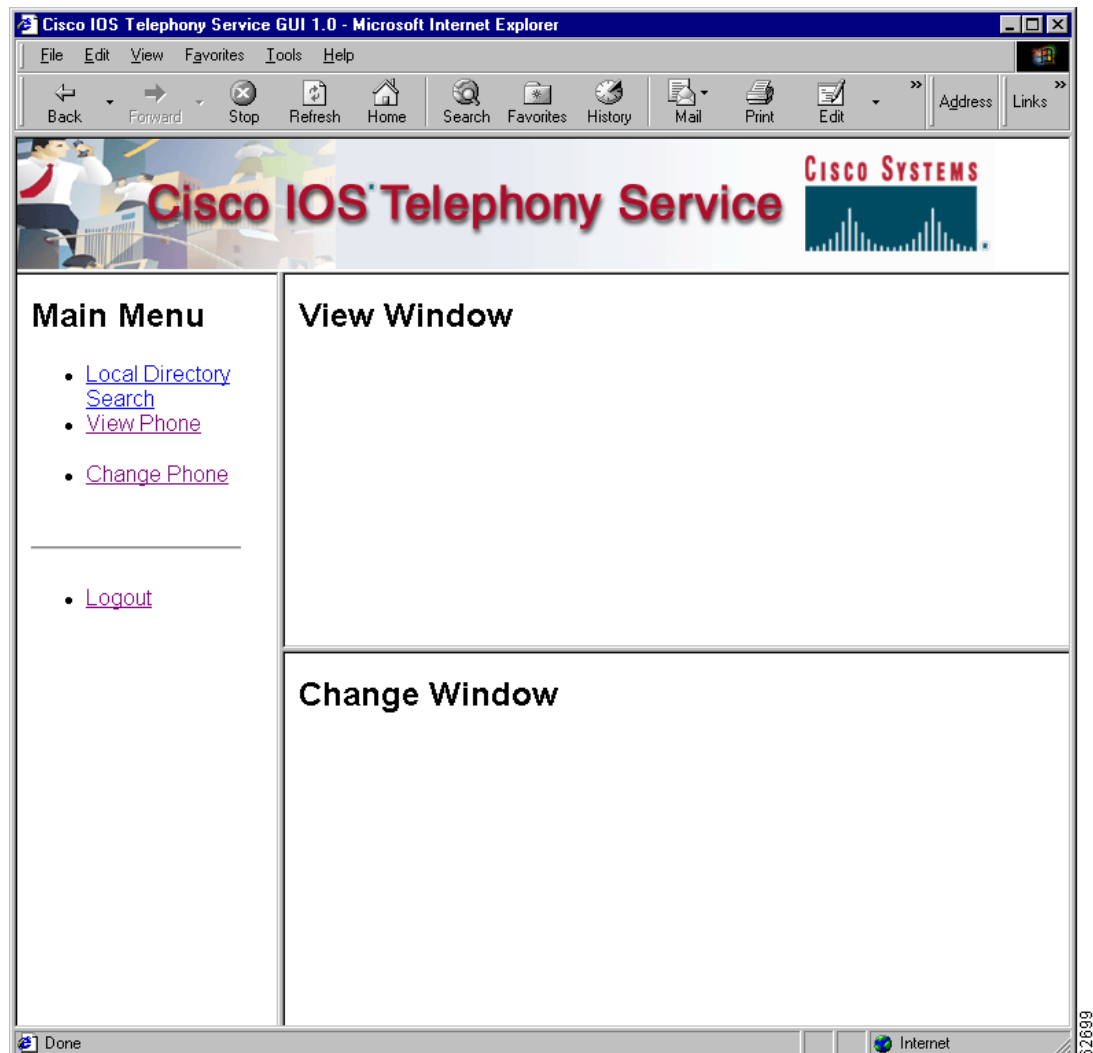 Cisco IOS Telephony Service GUI 1.0 - Microsoft Internet Explorer
File Edit View Favorites Tools Help
Back Forward Stop Refresh Home Search Favorites History Mail Print Edit » Address Links »
Cisco IOS Telephony Service
CISCO SYSTEMS
Main Menu
• Local Directory
Search
• View Phone
• Change Phone
• Logout
View Window
Change Window
Done Internet
62699